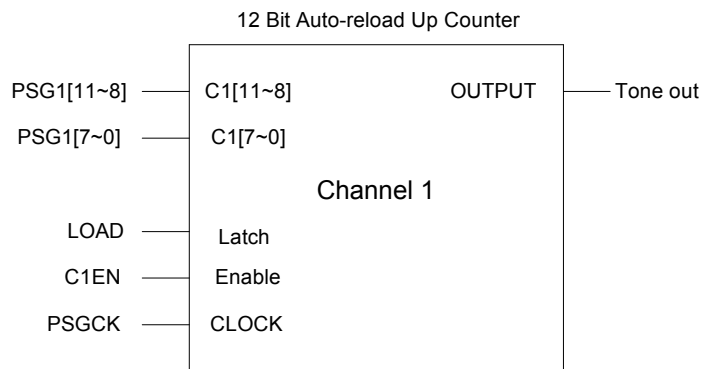 12 Bit Auto-reload Up Counter
PSG1[11~8] C1[11~8] OUTPUT Tone out
PSG1[7~0] C1[7~0]
Channel 1
LOAD Latch
C1EN Enable
PSGCK CLOCK